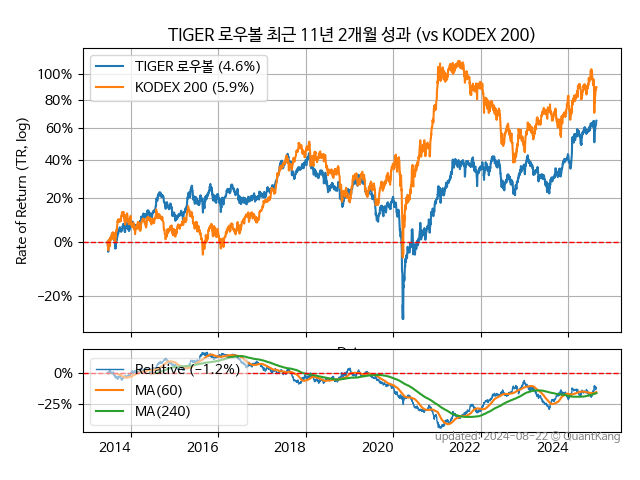 TIGER 로우볼 최근 11년 2개월 성과 (vs KODEX 200)
TIGER 로우볼 (4.6%)
KODEX 200 (5.9%)
Rate of Return (TR, log)
100%
80%
60%
40%
20%
0%
−20%
Relative (−1.2%)
MA(60)
MA(240)
0%
−25%
2014 2016 2018 2020 2022 2024
updated: 2024-08-22 © QuantKang